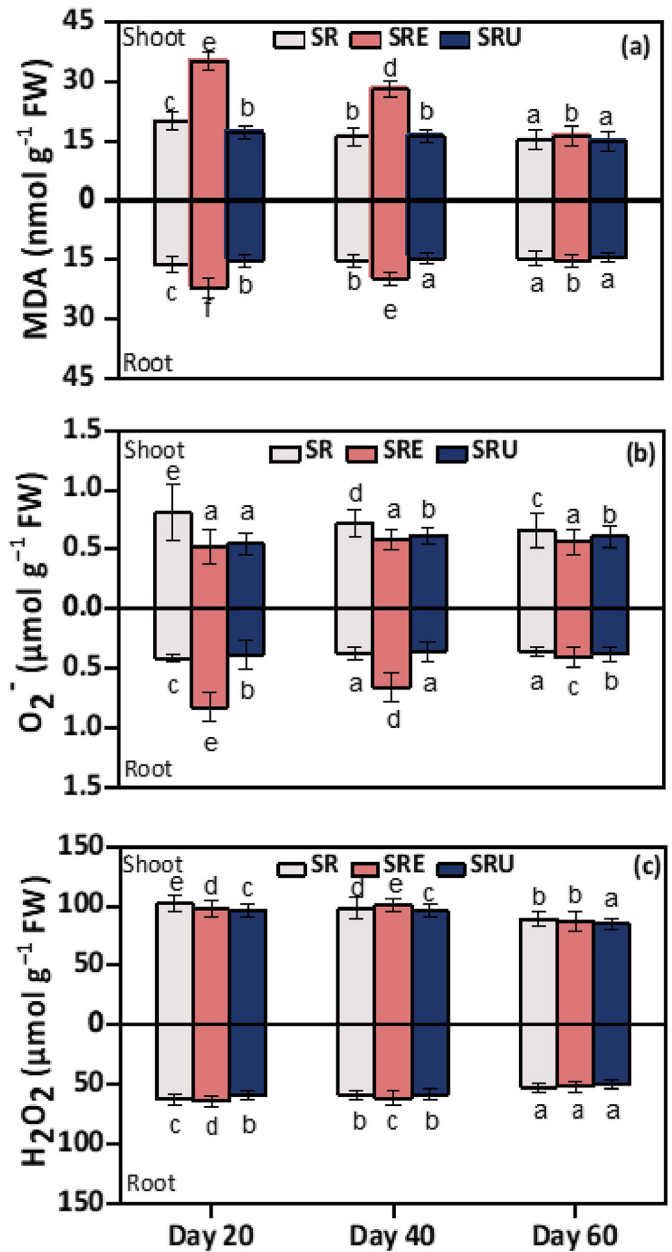 Shoot SR SRE SRU (a)
45
30
15
0
15
30
45
MDA (nmol g⁻¹ FW)
c e b b d b a b a
c f b b e a a b a
Root
Shoot SR SRE SRU (b)
1.5
1.0
0.5
0.0
0.5
1.0
1.5
O₂⁻ (μmol g⁻¹ FW)
e a a d a b c a b
c e b a d a a c b
Root
Shoot SR SRE SRU (c)
150
100
50
0
50
100
150
H₂O₂ (μmol g⁻¹ FW)
e d c d e c b b a
c d b b c b a a a
Root
Day 20 Day 40 Day 60